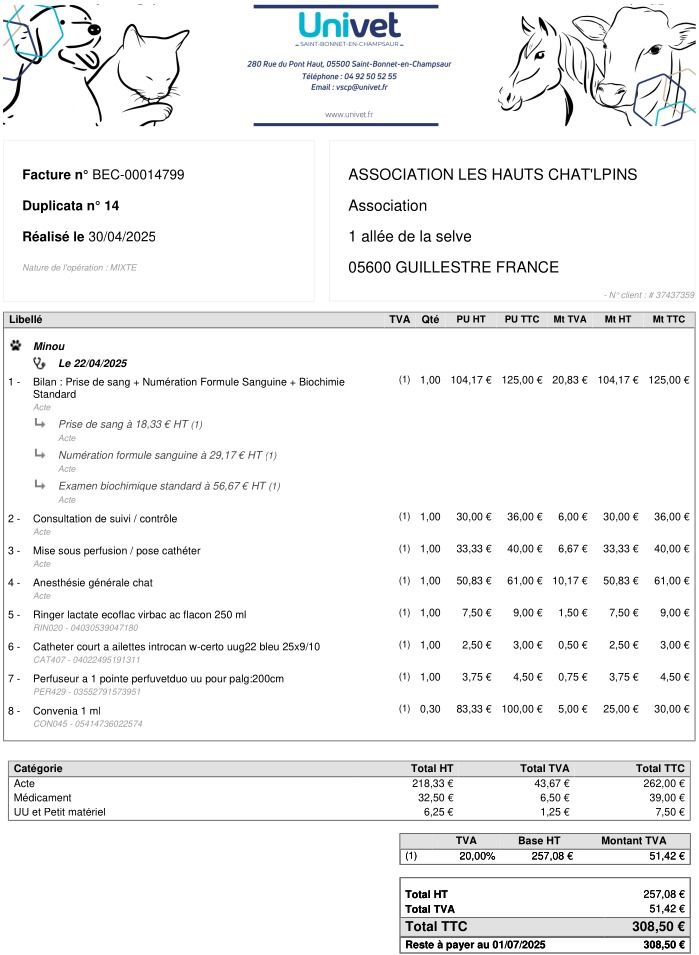 Univet
SAINT-BONNET-EN-CHAMPSAUR
280 Rue du Pont Haut, 05500 Saint-Bonnet-en-Champsaur
Téléphone : 04 92 50 52 55
Email : vscp@univet.fr
www.univet.fr
Facture n° BEC-00014799
Duplicata n° 14
Réalisé le 30/04/2025
Nature de l'opération : MIXTE
ASSOCIATION LES HAUTS CHAT'LPINS
Association
1 allée de la selve
05600 GUILLESTRE FRANCE
- N° client : # 37437359
Libellé TVA Qté PU HT PU TTC Mt TVA Mt HT Mt TTC
Minou
Le 22/04/2025
1 - Bilan : Prise de sang + Numération Formule Sanguine + Biochimie (1) 1,00 104,17 € 125,00 € 20,83 € 104,17 € 125,00 €
Standard
Acte
Prise de sang à 18,33 € HT (1)
Acte
Numération formule sanguine à 29,17 € HT (1)
Acte
Examen biochimique standard à 56,67 € HT (1)
Acte
2 - Consultation de suivi / contrôle (1) 1,00 30,00 € 36,00 € 6,00 € 30,00 € 36,00 €
Acte
3 - Mise sous perfusion / pose cathéter (1) 1,00 33,33 € 40,00 € 6,67 € 33,33 € 40,00 €
Acte
4 - Anesthésie générale chat (1) 1,00 50,83 € 61,00 € 10,17 € 50,83 € 61,00 €
Acte
5 - Ringer lactate ecoflac virbac ac flacon 250 ml (1) 1,00 7,50 € 9,00 € 1,50 € 7,50 € 9,00 €
RIN020 - 04030539047180
6 - Catheter court a ailettes introcan w-certo uug22 bleu 25x9/10 (1) 1,00 2,50 € 3,00 € 0,50 € 2,50 € 3,00 €
CAT407 - 04022495191311
7 - Perfuseur a 1 pointe perfuvetduo uu pour palg:200cm (1) 1,00 3,75 € 4,50 € 0,75 € 3,75 € 4,50 €
PER429 - 03552791573951
8 - Convenia 1 ml (1) 0,30 83,33 € 100,00 € 5,00 € 25,00 € 30,00 €
CON045 - 05414736022574
Catégorie Total HT Total TVA Total TTC
Acte 218,33 € 43,67 € 262,00 €
Médicament 32,50 € 6,50 € 39,00 €
UU et Petit matériel 6,25 € 1,25 € 7,50 €
TVA Base HT Montant TVA
(1) 20,00% 257,08 € 51,42 €
Total HT 257,08 €
Total TVA 51,42 €
Total TTC 308,50 €
Reste à payer au 01/07/2025 308,50 €